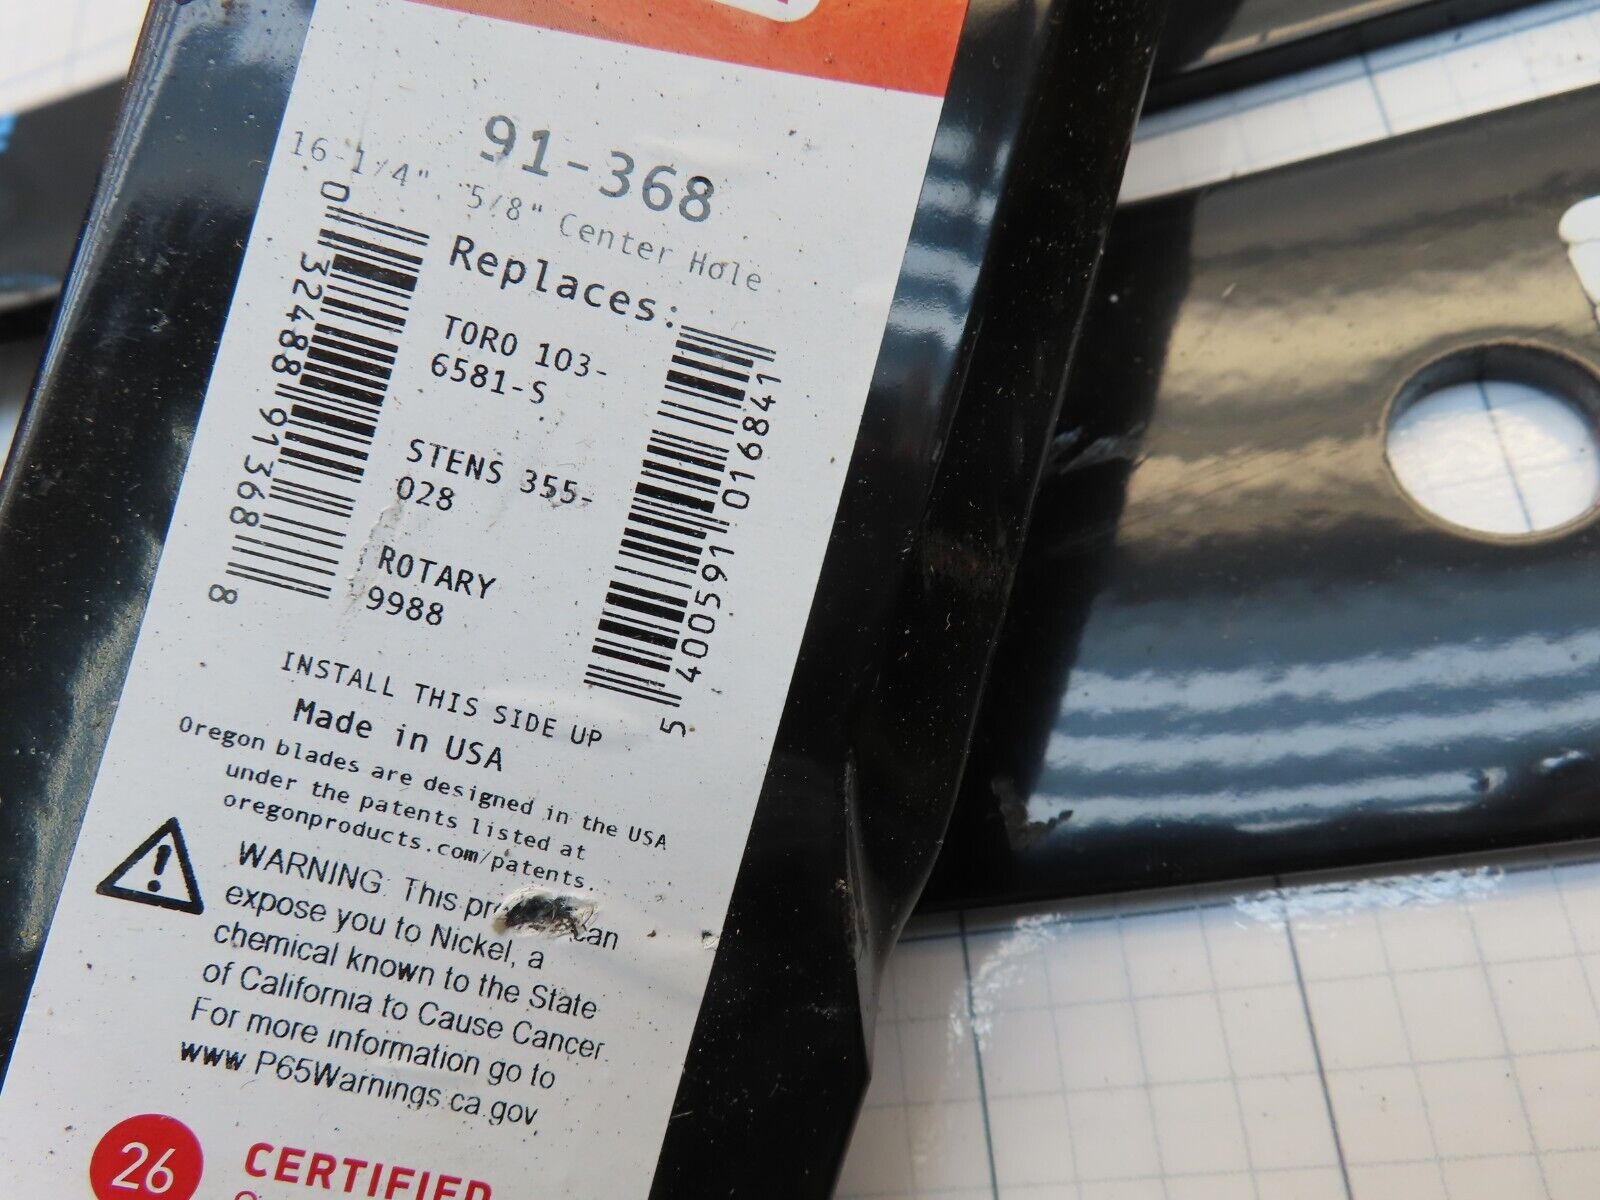 91-368
16-1/4" 5/8" Center Hole
Replaces:
TORO 103-
6581-S
STENS 355-
028
ROTARY
9988
0 32488 91368 8
5 400591 016841
INSTALL THIS SIDE UP
Made in USA
Oregon blades are designed in the USA
under the patents listed at
oregonproducts.com/patents.
WARNING: This can
expose you to Nickel, a
chemical known to the State
of California to Cause Cancer.
For more information go to
www.P65Warnings.ca.gov
26
CERTIFIED